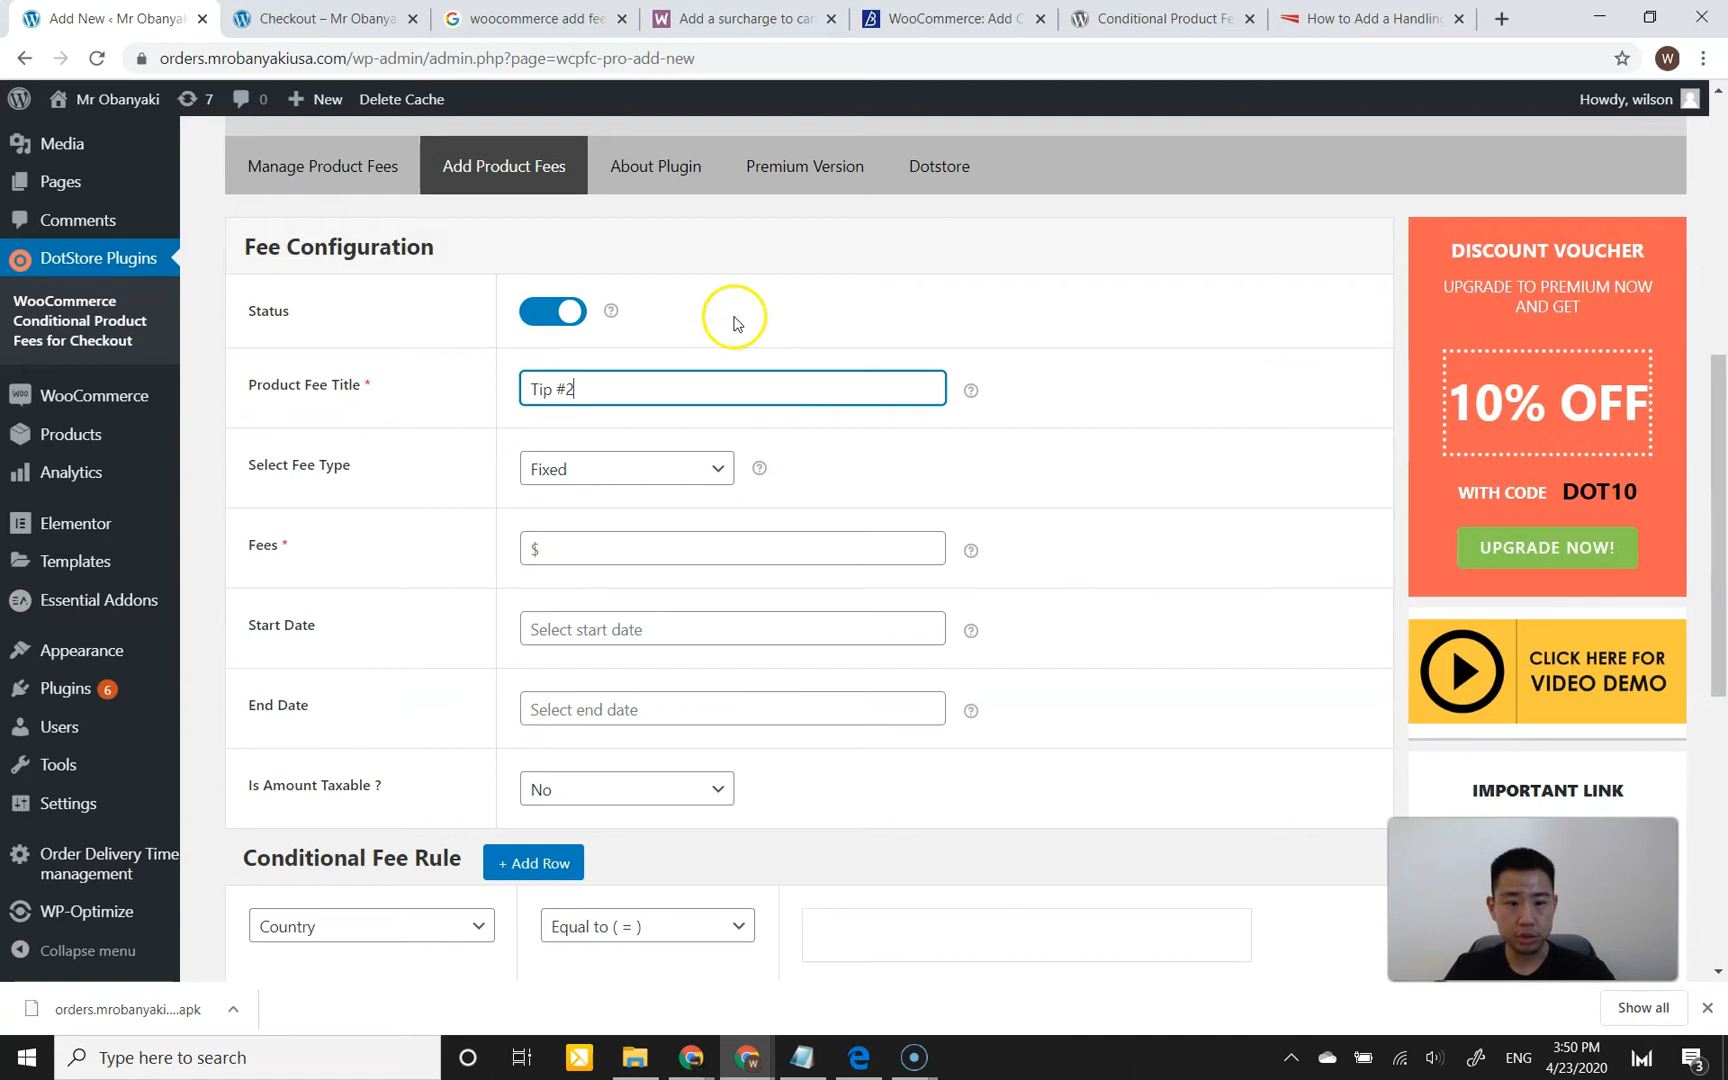 Add New ‹ Mr Obanyaki
Checkout – Mr Obanya
woocommerce add fee
Add a surcharge to car
WooCommerce: Add C
Conditional Product Fe
How to Add a Handling
orders.mrobanyakiusa.com/wp-admin/admin.php?page=wcpfc-pro-add-new
W
Mr Obanyaki
7
0
New
Delete Cache
Howdy, wilson
Media
Pages
Comments
DotStore Plugins
WooCommerce
Conditional Product
Fees for Checkout
WooCommerce
Products
Analytics
Elementor
Templates
Essential Addons
Appearance
Plugins 6
Users
Tools
Settings
Order Delivery Time
management
WP-Optimize
Collapse menu
Manage Product Fees
Add Product Fees
About Plugin
Premium Version
Dotstore
Fee Configuration
Status
Product Fee Title *
Tip #2
Select Fee Type
Fixed
Fees *
$
Start Date
Select start date
End Date
Select end date
Is Amount Taxable ?
No
Conditional Fee Rule
+ Add Row
Country
Equal to ( = )
DISCOUNT VOUCHER
UPGRADE TO PREMIUM NOW
AND GET
10% OFF
WITH CODE DOT10
UPGRADE NOW!
CLICK HERE FOR
VIDEO DEMO
IMPORTANT LINK
orders.mrobanyaki....apk
Show all
Type here to search
ENG
3:50 PM
4/23/2020
3